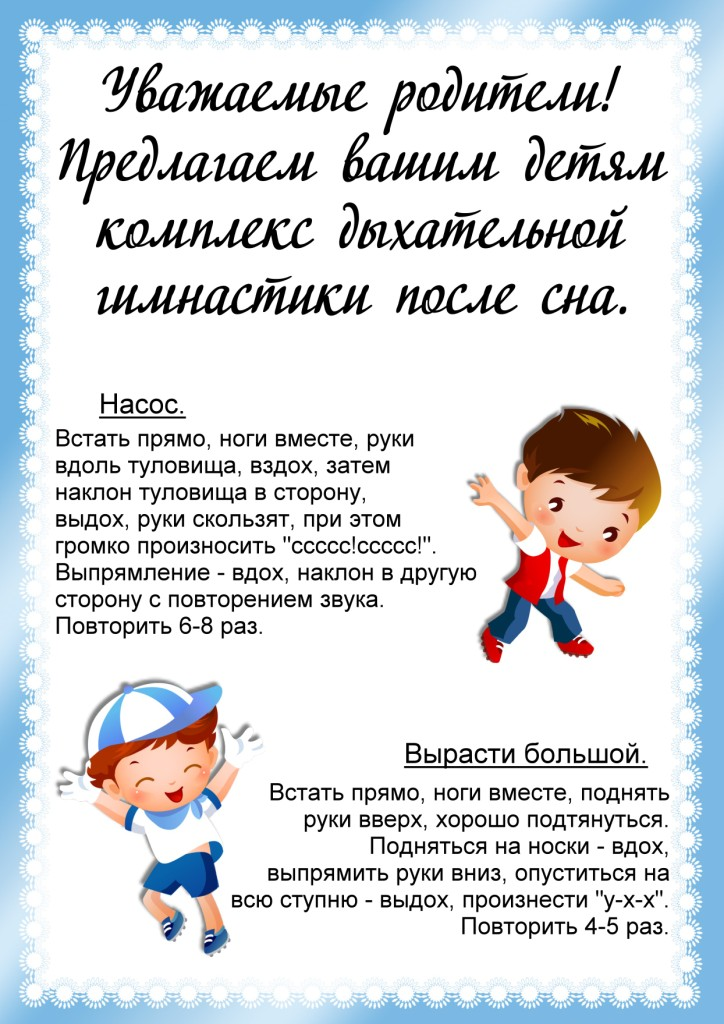 Уважаемые родители!
Предлагаем вашим детям
комплекс дыхательной
гимнастики после сна.
Насос.
Встать прямо, ноги вместе, руки
вдоль туловища, вздох, затем
наклон туловища в сторону,
выдох, руки скользят, при этом
громко произносить "ссссс!ссссс!".
Выпрямление - вдох, наклон в другую
сторону с повторением звука.
Повторить 6-8 раз.
Вырасти большой.
Встать прямо, ноги вместе, поднять
руки вверх, хорошо подтянуться.
Подняться на носки - вдох,
выпрямить руки вниз, опуститься на
всю ступню - выдох, произнести "у-х-х".
Повторить 4-5 раз.